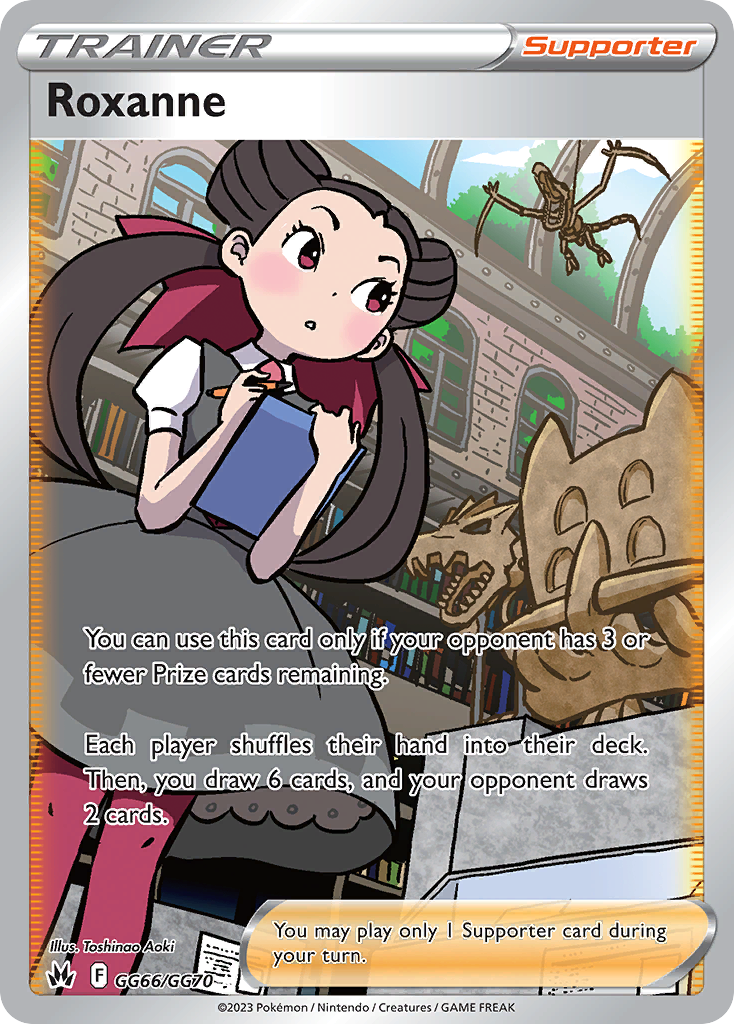 TRAINER
Supporter
Roxanne
You can use this card only if your opponent has 3 or
fewer Prize cards remaining.
Each player shuffles their hand into their deck.
Then, you draw 6 cards, and your opponent draws
2 cards.
You may play only 1 Supporter card during
your turn.
Illus. Toshinao Aoki
F GG66/GG70
©2023 Pokémon / Nintendo / Creatures / GAME FREAK